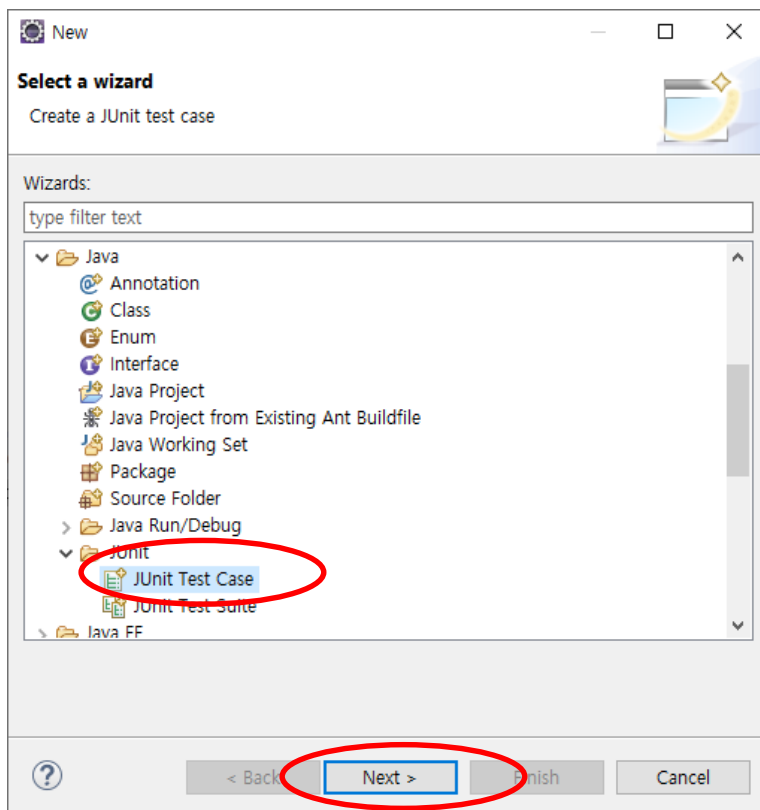 New
Select a wizard
Create a JUnit test case
Wizards:
type filter text
Java
Annotation
Class
Enum
Interface
Java Project
Java Project from Existing Ant Buildfile
Java Working Set
Package
Source Folder
Java Run/Debug
JUnit
JUnit Test Case
JUnit Test Suite
Java EE
< Back Next > Finish Cancel